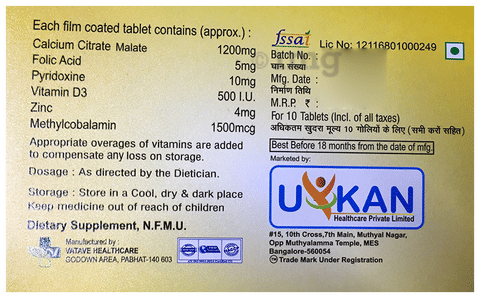 Each film coated tablet contains (approx.) :
Calcium Citrate Malate 1200mg
Folic Acid 5mg
Pyridoxine 10mg
Vitamin D3 500 I.U.
Zinc 4mg
Methylcobalamin 1500mcg
Appropriate overages of vitamins are added
to compensate any loss on storage.
Dosage : As directed by the Dietician.
Storage : Store in a Cool, dry & dark place
Keep medicine out of reach of children
Dietary Supplement, N.F.M.U.
Manufactured by :
VATAVE HEALTHCARE
GODOWN AREA, PABHAT-140 603
fssai
Lic No: 12116801000249
Batch No. :
घान संख्या
Mfg. Date :
निर्माण तिथि
M.R.P. ₹ :
For 10 Tablets (Incl. of all taxes)
अधिकतम खुदरा मूल्य 10 गोलियों के लिए (सभी करों सहित)
Best Before 18 months from the date of mfg.
Marketed by:
UKAN
Healthcare Private Limited
#15, 10th Cross,7th Main, Muthyal Nagar,
Opp Muthyalamma Temple, MES
Bangalore-560054
TM Trade Mark Under Registration